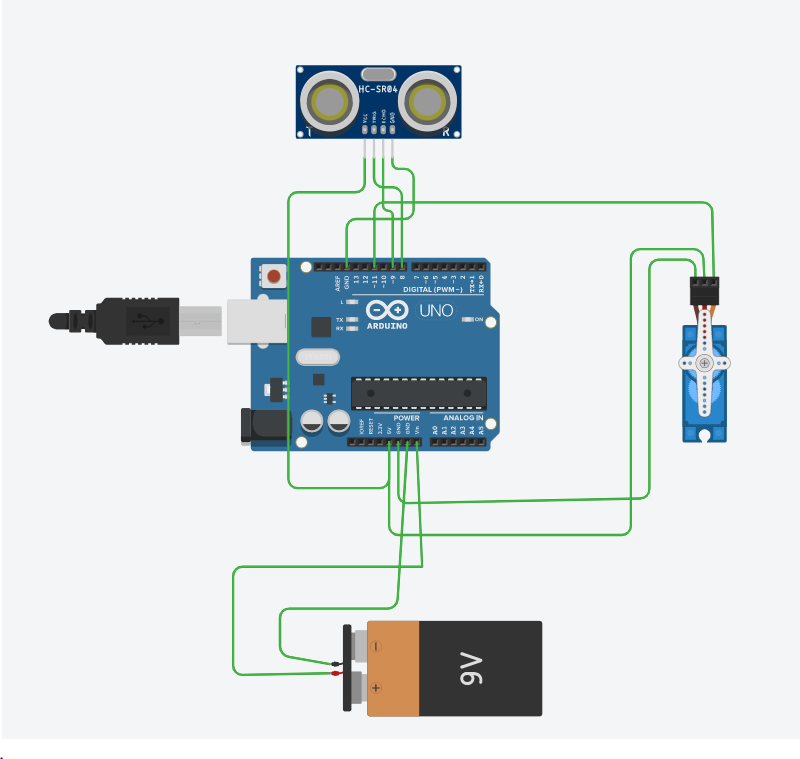 HC-SR04
VCC
TRIG
ECHO
GND
T
R
AREF
GND
13
12
~11
~10
~9
8
7
~6
~5
4
~3
2
TX→1
RX←0
DIGITAL (PWM~)
L
TX
RX
ARDUINO
UNO
ON
POWER
ANALOG IN
IOREF
RESET
3.3V
5V
GND
GND
Vin
A0
A1
A2
A3
A4
A5
9V